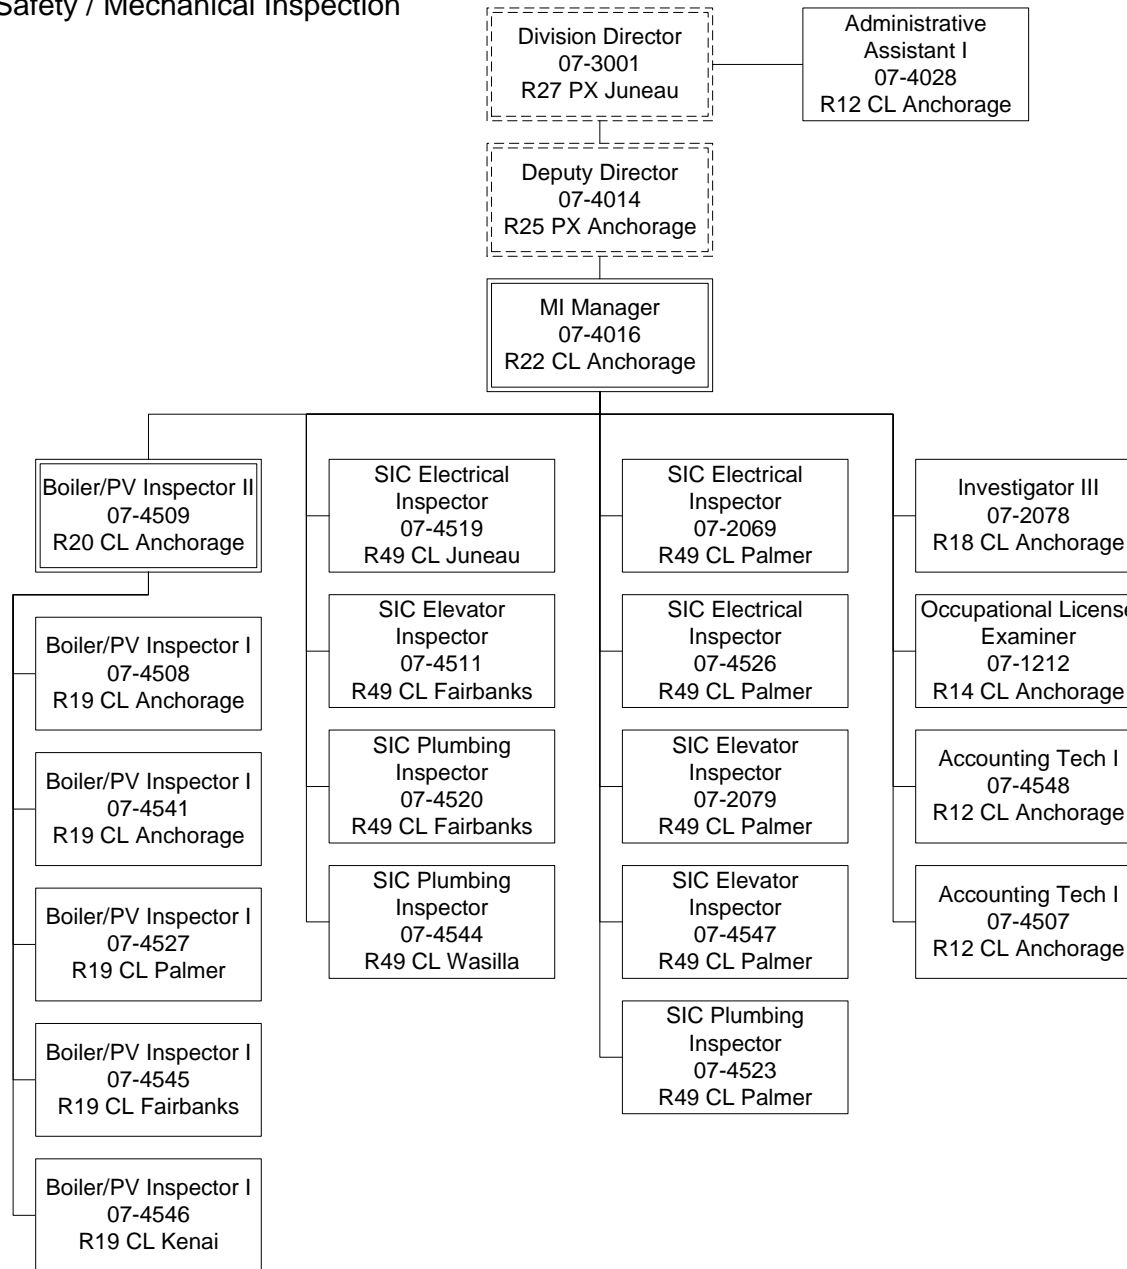 Safety / Mechanical Inspection
Division Director
07-3001
R27 PX Juneau
Administrative
Assistant I
07-4028
R12 CL Anchorage
Deputy Director
07-4014
R25 PX Anchorage
MI Manager
07-4016
R22 CL Anchorage
Boiler/PV Inspector II
07-4509
R20 CL Anchorage
Boiler/PV Inspector I
07-4508
R19 CL Anchorage
Boiler/PV Inspector I
07-4541
R19 CL Anchorage
Boiler/PV Inspector I
07-4527
R19 CL Palmer
Boiler/PV Inspector I
07-4545
R19 CL Fairbanks
Boiler/PV Inspector I
07-4546
R19 CL Kenai
SIC Electrical
Inspector
07-4519
R49 CL Juneau
SIC Elevator
Inspector
07-4511
R49 CL Fairbanks
SIC Plumbing
Inspector
07-4520
R49 CL Fairbanks
SIC Plumbing
Inspector
07-4544
R49 CL Wasilla
SIC Electrical
Inspector
07-2069
R49 CL Palmer
SIC Electrical
Inspector
07-4526
R49 CL Palmer
SIC Elevator
Inspector
07-2079
R49 CL Palmer
SIC Elevator
Inspector
07-4547
R49 CL Palmer
SIC Plumbing
Inspector
07-4523
R49 CL Palmer
Investigator III
07-2078
R18 CL Anchorage
Occupational License
Examiner
07-1212
R14 CL Anchorage
Accounting Tech I
07-4548
R12 CL Anchorage
Accounting Tech I
07-4507
R12 CL Anchorage